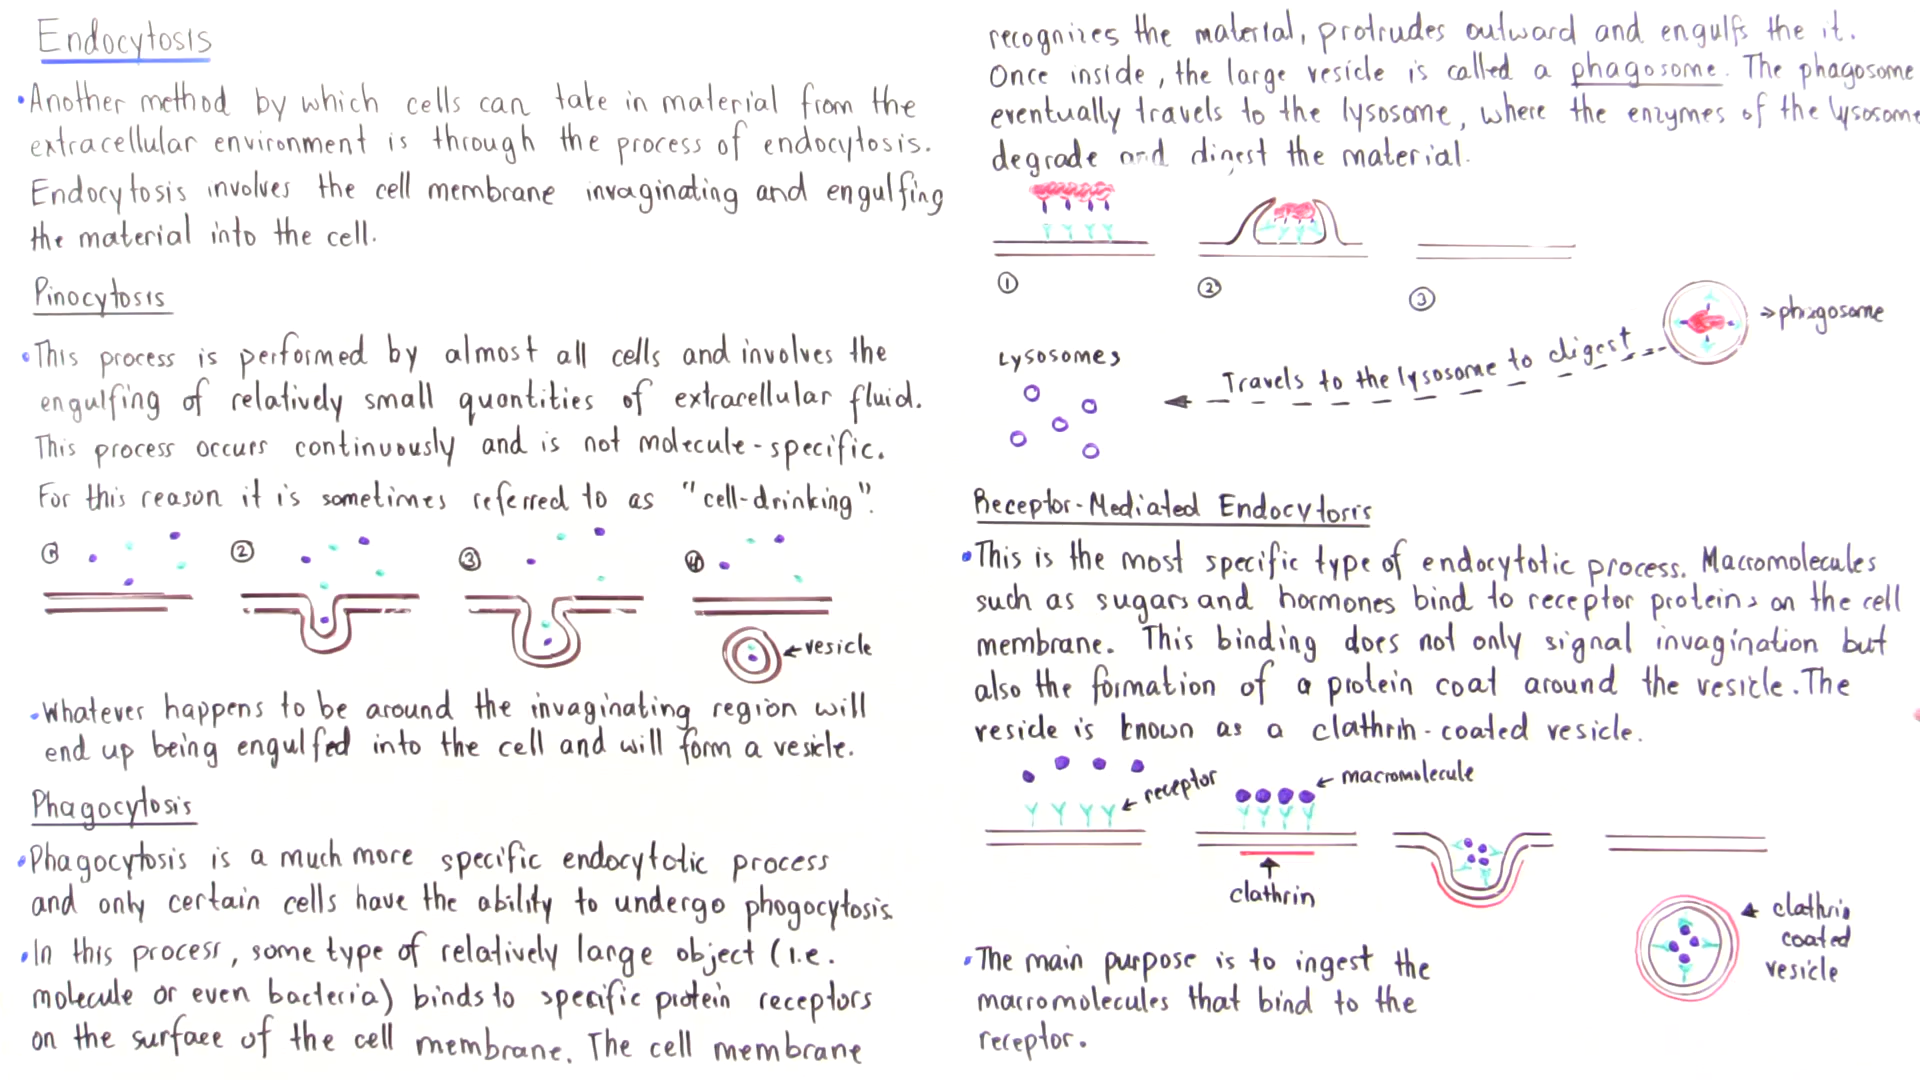 Endocytosis
•Another method by which cells can take in material from the
extracellular environment is through the process of endocytosis.
Endocytosis involves the cell membrane invaginating and engulfing
the material into the cell.
Pinocytosis
•This process is performed by almost all cells and involves the
engulfing of relatively small quantities of extracellular fluid.
This process occurs continuously and is not molecule-specific.
For this reason it is sometimes referred to as "cell-drinking".
① ② ③ ④
←vesicle
•Whatever happens to be around the invaginating region will
end up being engulfed into the cell and will form a vesicle.
Phagocytosis
•Phagocytosis is a much more specific endocytotic process
and only certain cells have the ability to undergo phogocytosis.
•In this process, some type of relatively large object (i.e.
molecule or even bacteria) binds to specific protein receptors
on the surface of the cell membrane. The cell membrane
recognizes the material, protrudes outward and engulfs the it.
Once inside, the large vesicle is called a phagosome. The phagosome
eventually travels to the lysosome, where the enzymes of the lysosome
degrade and digest the material.
① ② ③
→phagosome
Lysosomes
Travels to the lysosome to digest
Receptor-Mediated Endocytosis
•This is the most specific type of endocytotic process. Macromolecules
such as sugars and hormones bind to receptor proteins on the cell
membrane. This binding does not only signal invagination but
also the formation of a protein coat around the vesicle. The
vesicle is known as a clathrin-coated vesicle.
←receptor
←macromolecule
clathrin
clathrin
coated
vesicle
•The main purpose is to ingest the
macromolecules that bind to the
receptor.